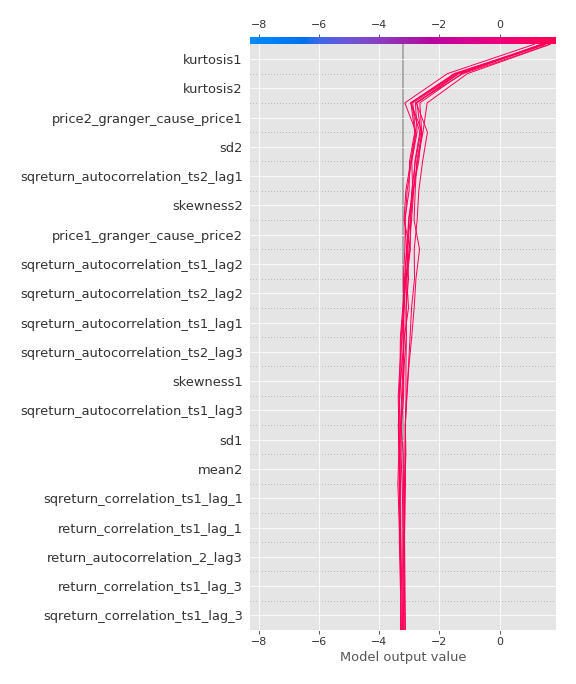 −8 −6 −4 −2 0
kurtosis1
kurtosis2
price2_granger_cause_price1
sd2
sqreturn_autocorrelation_ts2_lag1
skewness2
price1_granger_cause_price2
sqreturn_autocorrelation_ts1_lag2
sqreturn_autocorrelation_ts2_lag2
sqreturn_autocorrelation_ts1_lag1
sqreturn_autocorrelation_ts2_lag3
skewness1
sqreturn_autocorrelation_ts1_lag3
sd1
mean2
sqreturn_correlation_ts1_lag_1
return_correlation_ts1_lag_1
return_autocorrelation_2_lag3
return_correlation_ts1_lag_3
sqreturn_correlation_ts1_lag_3
−8 −6 −4 −2 0
Model output value